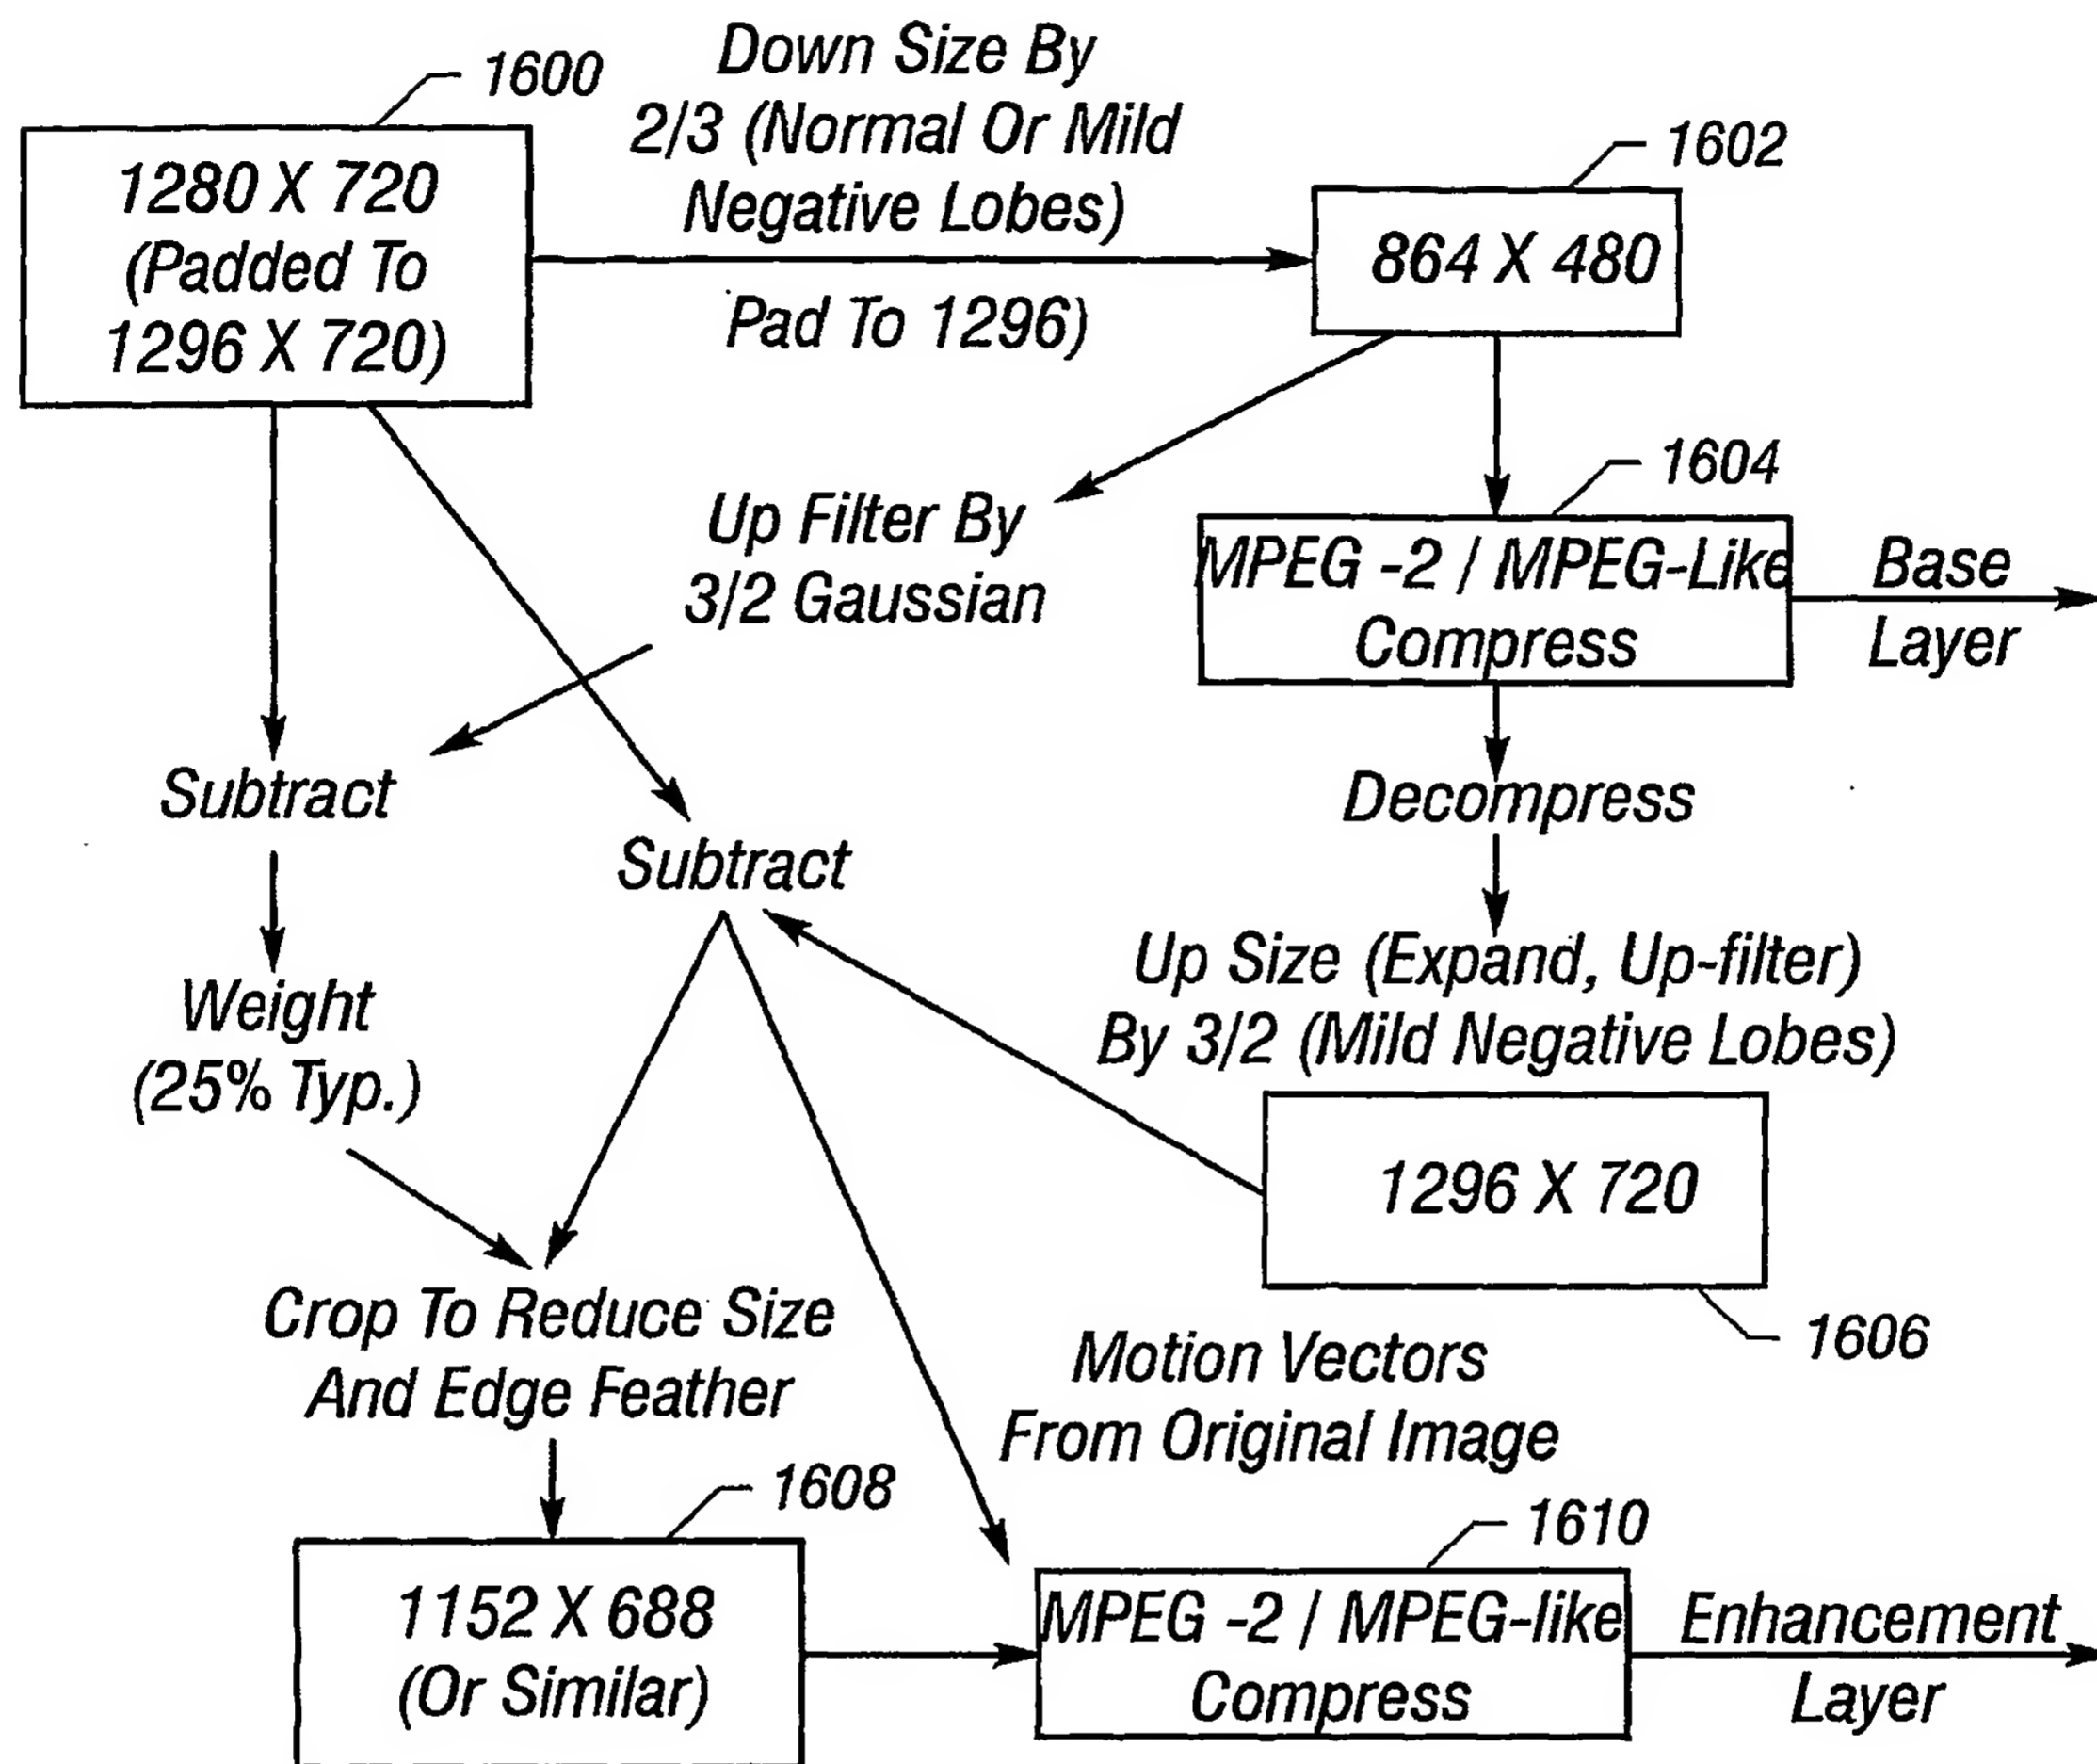 Down Size By
2/3 (Normal Or Mild
Negative Lobes)
Pad To 1296)
1600
1280 X 720
(Padded To
1296 X 720)
1602
864 X 480
Up Filter By
3/2 Gaussian
1604
MPEG -2 / MPEG-Like
Compress
Base
Layer
Subtract
Subtract
Decompress
Weight
(25% Typ.)
Up Size (Expand, Up-filter)
By 3/2 (Mild Negative Lobes)
1296 X 720
1606
Crop To Reduce Size
And Edge Feather
Motion Vectors
From Original Image
1608
1152 X 688
(Or Similar)
1610
MPEG -2 / MPEG-like
Compress
Enhancement
Layer